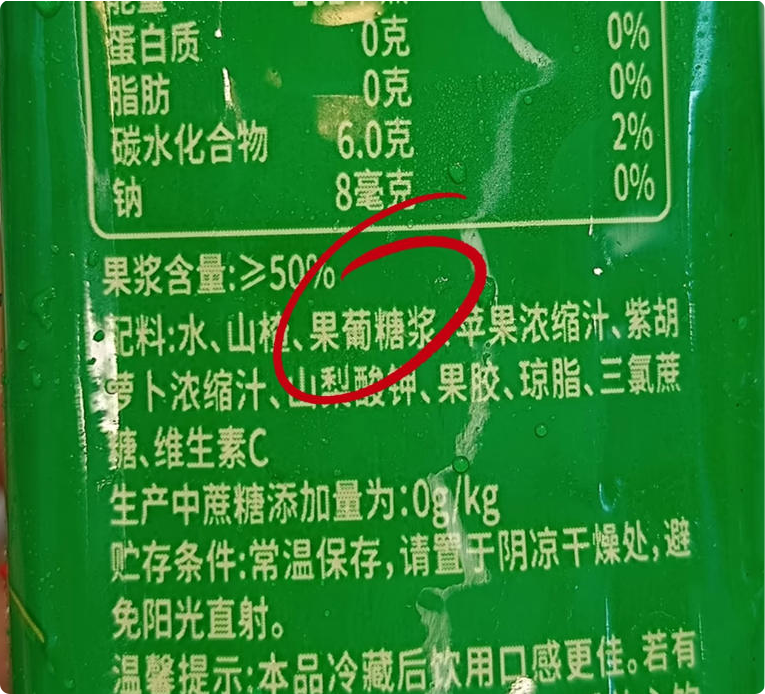 能量
蛋白质 0克 0%
脂肪 0克 0%
碳水化合物 6.0克 2%
钠 8毫克 0%
果浆含量:≥50%
配料:水、山楂、果葡糖浆、苹果浓缩汁、紫胡
萝卜浓缩汁、山梨酸钾、果胶、琼脂、三氯蔗
糖、维生素C
生产中蔗糖添加量为:0g/kg
贮存条件:常温保存,请置于阴凉干燥处,避
免阳光直射。
温馨提示:本品冷藏后饮用口感更佳。若有